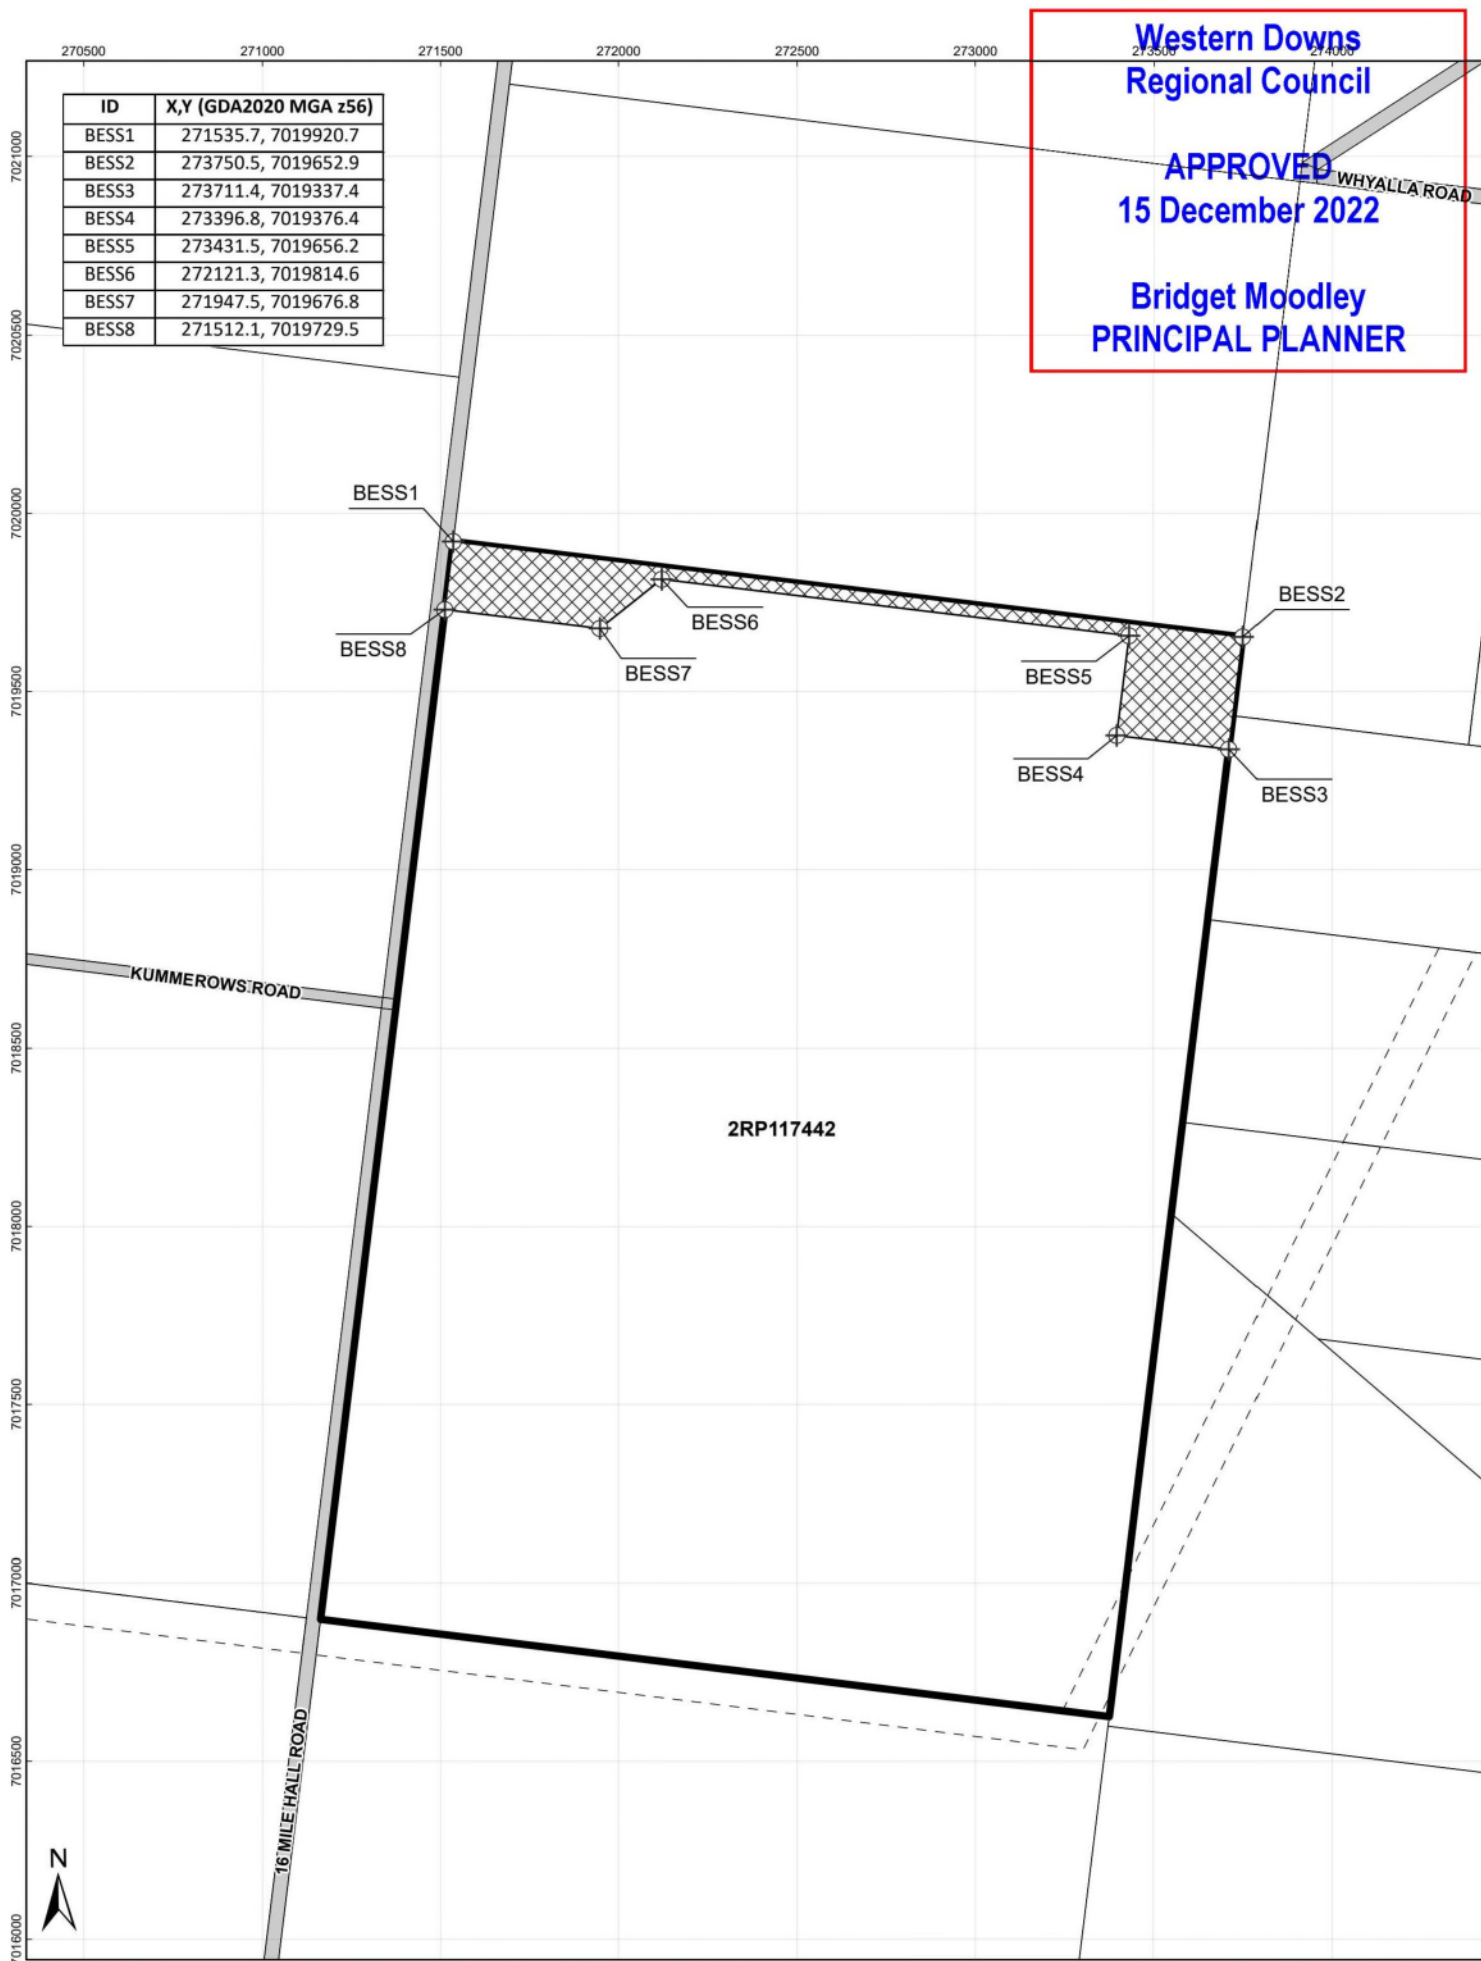 270500 271000 271500 272000 272500 273000 273500 274000
Western Downs
Regional Council
APPROVED
15 December 2022
Bridget Moodley
PRINCIPAL PLANNER
ID X,Y (GDA2020 MGA z56)
BESS1 271535.7, 7019920.7
BESS2 273750.5, 7019652.9
BESS3 273711.4, 7019337.4
BESS4 273396.8, 7019376.4
BESS5 273431.5, 7019656.2
BESS6 272121.3, 7019814.6
BESS7 271947.5, 7019676.8
BESS8 271512.1, 7019729.5
WHYALLA ROAD
7021000
7020500
7020000
7019500
7019000
7018500
7018000
7017500
7017000
7016500
7016000
BESS1
BESS2
BESS6
BESS8
BESS7
BESS5
BESS4
BESS3
KUMMEROWS ROAD
2RP117442
16 MILE HALL ROAD
N